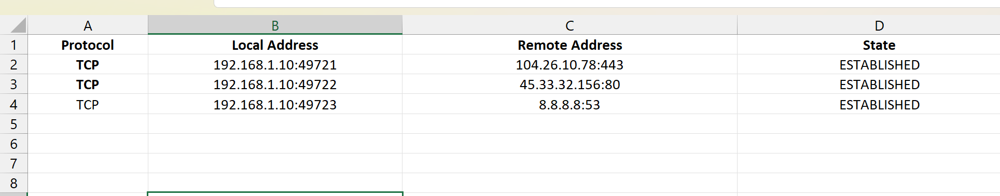 A B C D
1 Protocol Local Address Remote Address State
2 TCP 192.168.1.10:49721 104.26.10.78:443 ESTABLISHED
3 TCP 192.168.1.10:49722 45.33.32.156:80 ESTABLISHED
4 TCP 192.168.1.10:49723 8.8.8.8:53 ESTABLISHED
5
6
7
8